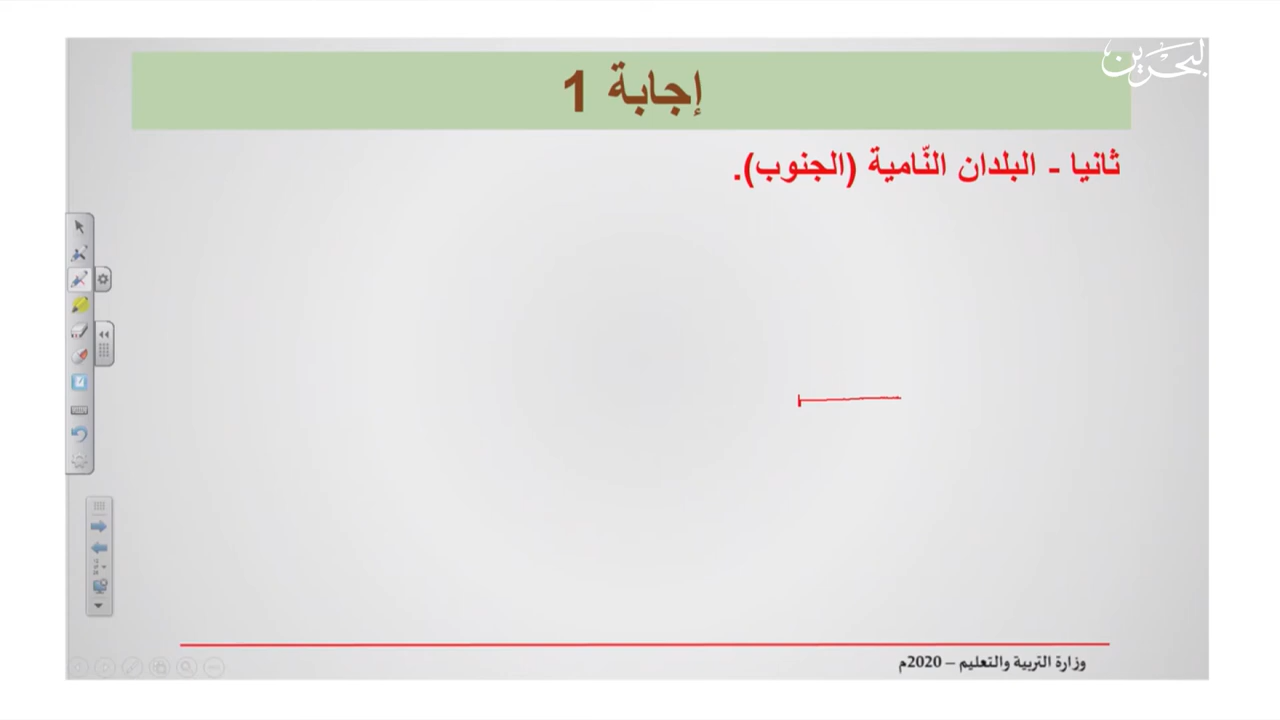 البحرين
إجابة 1
ثانيا - البلدان النّامية (الجنوب).
وزارة التربية والتعليم – 2020م